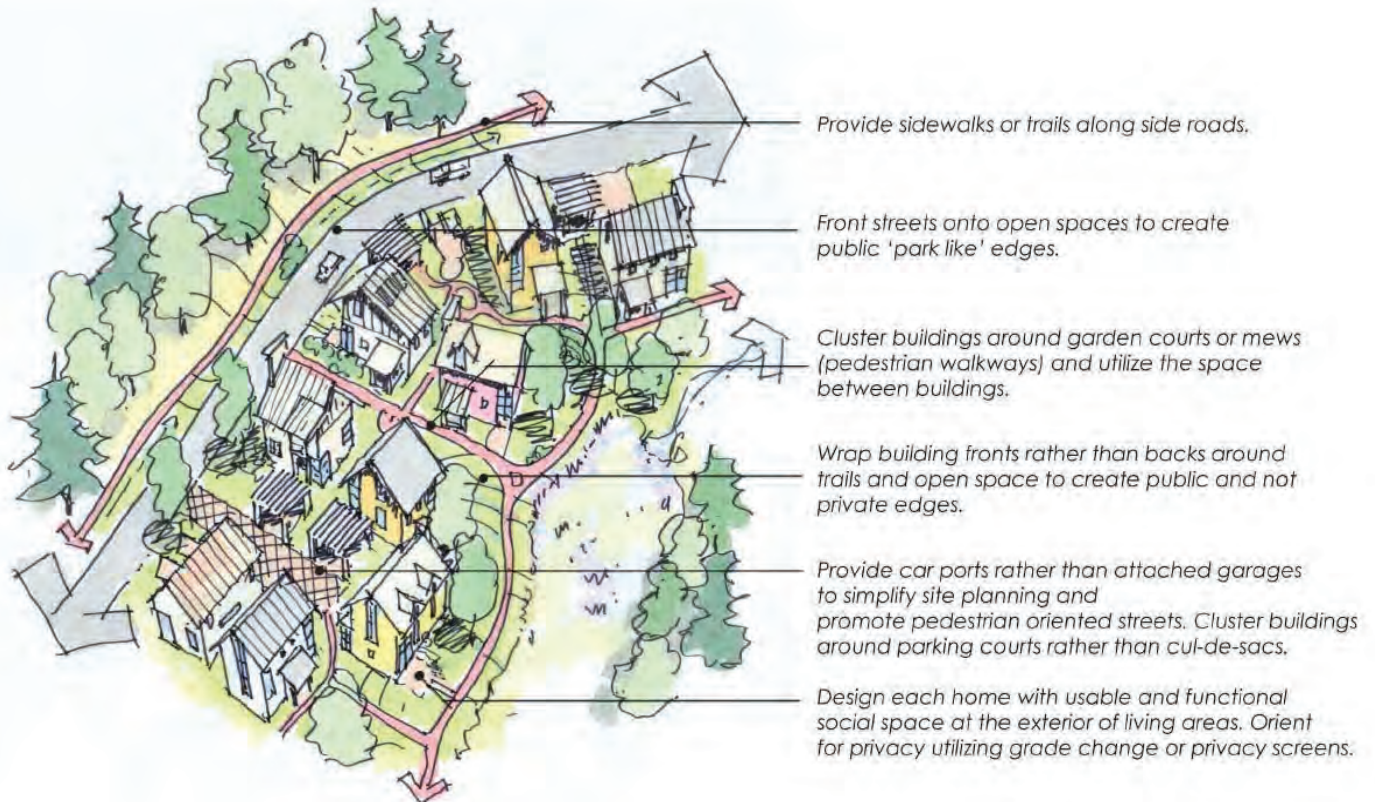 Provide sidewalks or trails along side roads.
Front streets onto open spaces to create
public ‘park like’ edges.
Cluster buildings around garden courts or mews
(pedestrian walkways) and utilize the space
between buildings.
Wrap building fronts rather than backs around
trails and open space to create public and not
private edges.
Provide car ports rather than attached garages
to simplify site planning and
promote pedestrian oriented streets. Cluster buildings
around parking courts rather than cul-de-sacs.
Design each home with usable and functional
social space at the exterior of living areas. Orient
for privacy utilizing grade change or privacy screens.